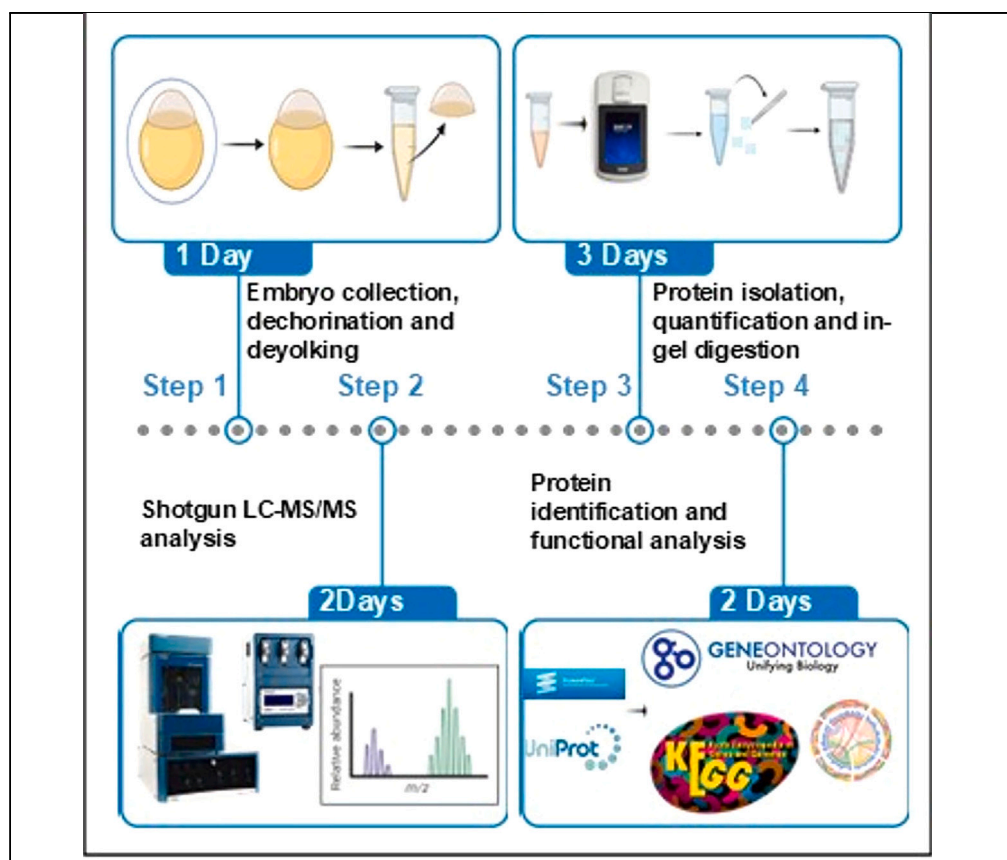 1 Day
Embryo collection,
dechorination and
deyolking
3 Days
Protein isolation,
quantification and in-
gel digestion
Step 1
Step 2
Step 3
Step 4
Shotgun LC-MS/MS
analysis
2Days
Protein
identification and
functional analysis
2 Days
Relative abundance
m/z
GENEONTOLOGY
Unifying Biology
UniProt
KEGG